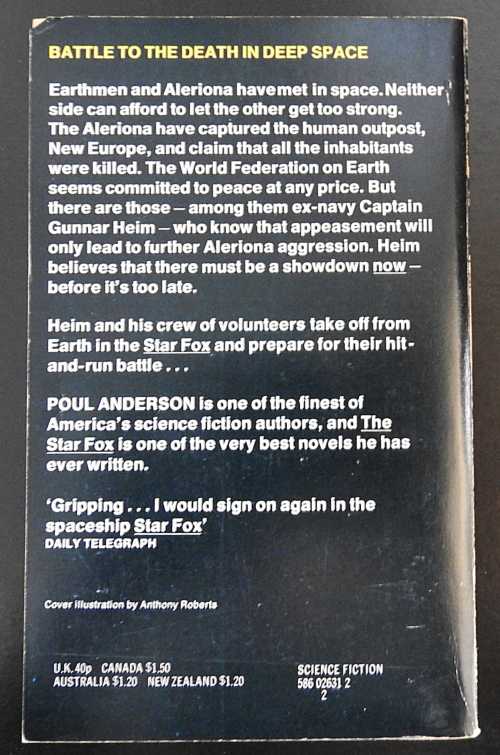 BATTLE TO THE DEATH IN DEEP SPACE
Earthmen and Aleriona have met in space. Neither
side can afford to let the other get too strong.
The Aleriona have captured the human outpost,
New Europe, and claim that all the inhabitants
were killed. The World Federation on Earth
seems committed to peace at any price. But
there are those – among them ex-navy Captain
Gunnar Heim – who know that appeasement will
only lead to further Aleriona aggression. Heim
believes that there must be a showdown now –
before it's too late.
Heim and his crew of volunteers take off from
Earth in the Star Fox and prepare for their hit-
and-run battle . . .
POUL ANDERSON is one of the finest of
America's science fiction authors, and The
Star Fox is one of the very best novels he has
ever written.
'Gripping . . . I would sign on again in the
spaceship Star Fox'
DAILY TELEGRAPH
Cover illustration by Anthony Roberts
U.K. 40p CANADA $1.50
AUSTRALIA $1.20 NEW ZEALAND $1.20
SCIENCE FICTION
586 02631 2
2